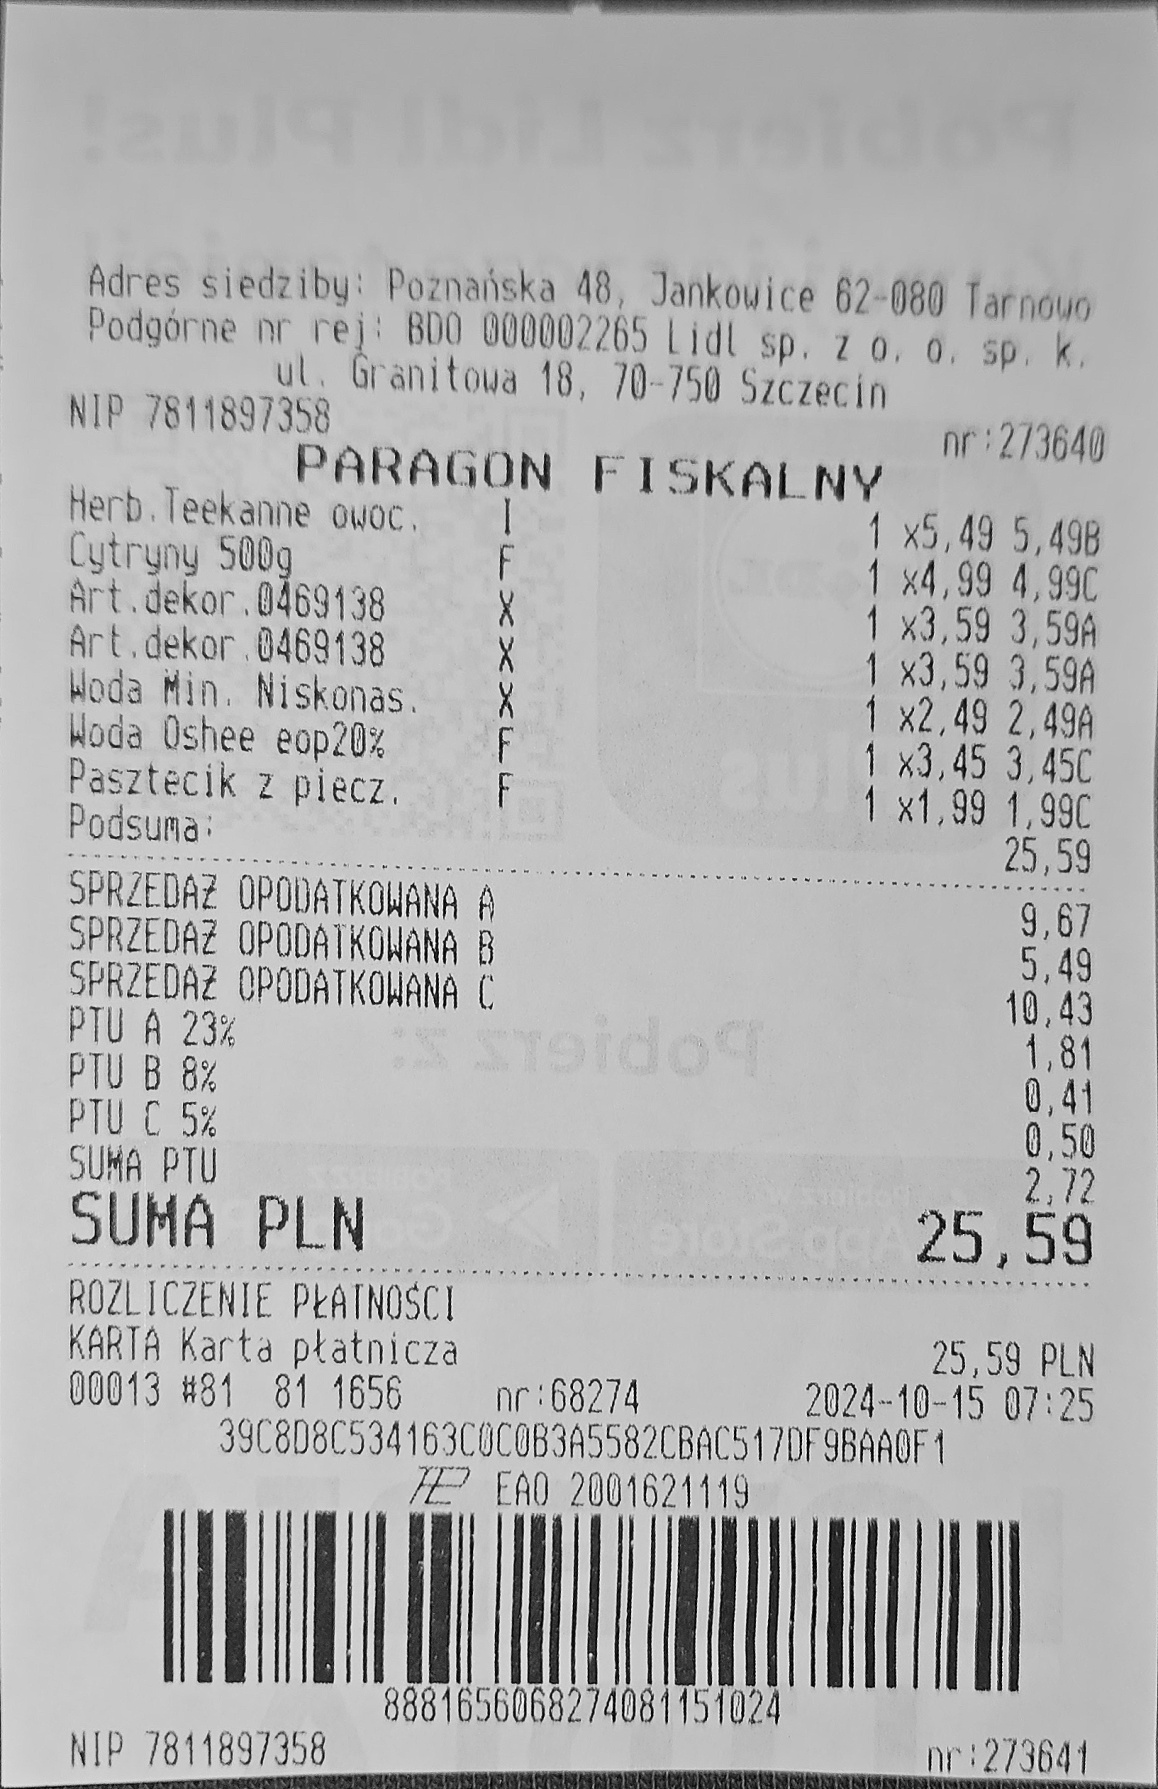 Pobierz Lidl Plus!
Adres siedziby: Poznańska 48, Jankowice 62-080 Tarnowo
Podgórne nr rej: BDO 000002265 Lidl sp. z o. o. sp. k.
ul. Granitowa 18, 70-750 Szczecin
NIP 7811897358 nr:273640
PARAGON FISKALNY
Herb.Teekanne owoc. I 1 x5,49 5,49B
Cytryny 500g F 1 x4,99 4,99C
Art.dekor.0469138 X 1 x3,59 3,59A
Art.dekor.0469138 X 1 x3,59 3,59A
Woda Min. Niskonas. X 1 x2,49 2,49A
Woda Oshee eop20% F 1 x3,45 3,45C
Pasztecik z piecz. F 1 x1,99 1,99C
Podsuma: 25,59
SPRZEDAŻ OPODATKOWANA A 9,67
SPRZEDAŻ OPODATKOWANA B 5,49
SPRZEDAŻ OPODATKOWANA C 10,43
PTU A 23% 1,81
Pobierz z:
PTU B 8% 0,41
PTU C 5% 0,50
SUMA PTU 2,72
App Store
SUMA PLN 25,59
ROZLICZENIE PŁATNOŚCI
KARTA Karta płatnicza 25,59 PLN
00013 #81 81 1656 nr:68274 2024-10-15 07:25
39C8D8C534163C0C0B3A5582CBAC517DF9BAA0F1
EAO 2001621119
8881656068274081151024
NIP 7811897358 nr:273641